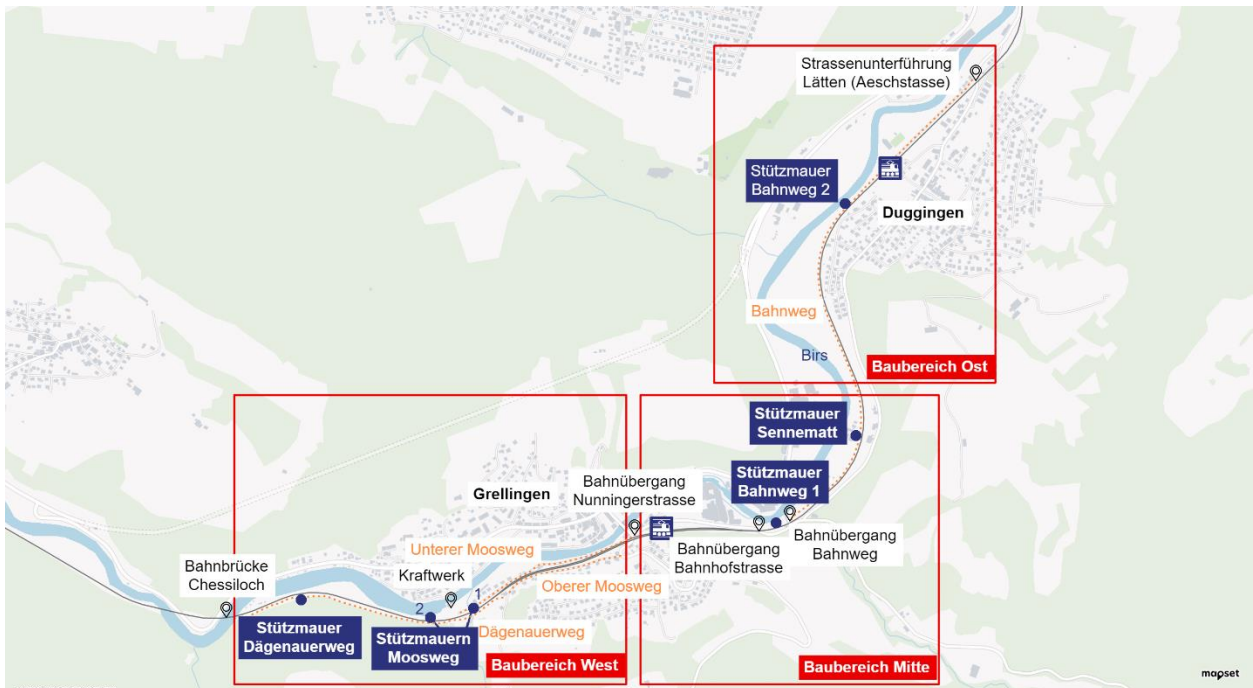 Strassenunterführung
Lätten (Aeschstasse)
Stützmauer
Bahnweg 2
Duggingen
Bahnweg
Birs
Baubereich Ost
Stützmauer
Sennematt
Stützmauer
Bahnweg 1
Bahnübergang
Nunningerstrasse
Grellingen
Bahnübergang
Bahnweg
Bahnübergang
Bahnhofstrasse
Unterer Moosweg
Oberer Moosweg
Bahnbrücke
Chessiloch
Kraftwerk
1
2
Stützmauer
Dägenauerweg
Stützmauern
Moosweg
Dägenauerweg
Baubereich West
Baubereich Mitte
mapset